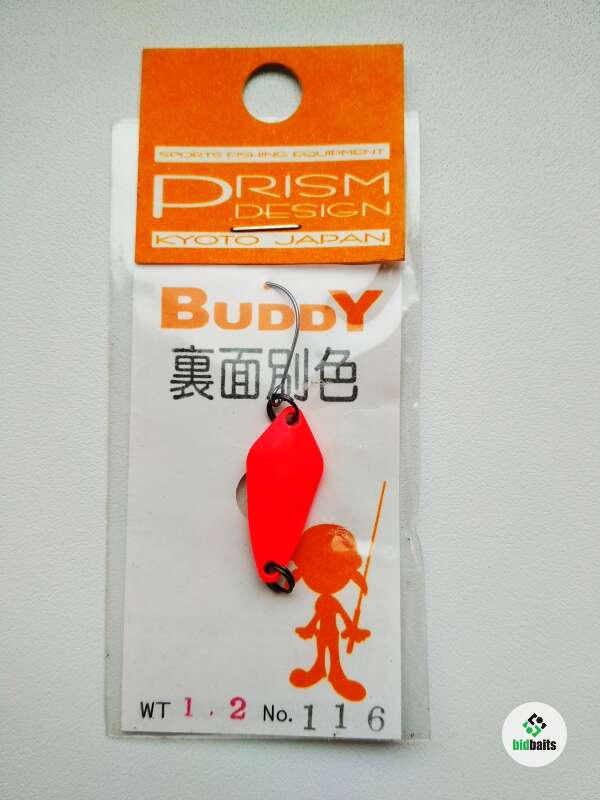 SPORTS FISHING EQUIPMENT
PRISM
DESIGN
KYOTO JAPAN
BUDDY
裏面別色
WT 1.2 No. 116
bidbaits